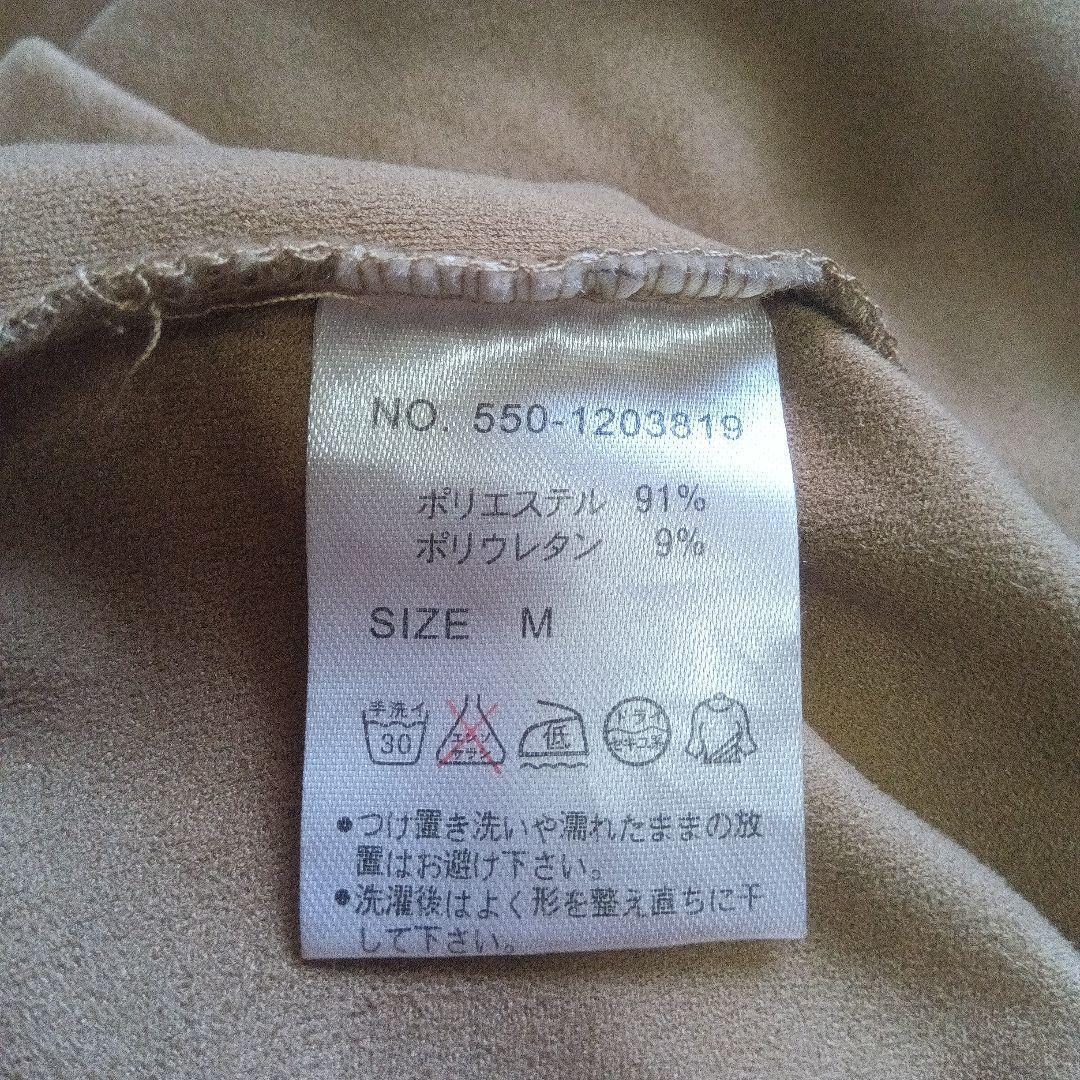 NO. 550-1203819
ポリエステル 91%
ポリウレタン 9%
SIZE M
手洗イ
30
エンソ
サラシ
低
ドライ
セキユ系
●つけ置き洗いや濡れたままの放
置はお避け下さい。
●洗濯後はよく形を整え直ちに干
して下さい。